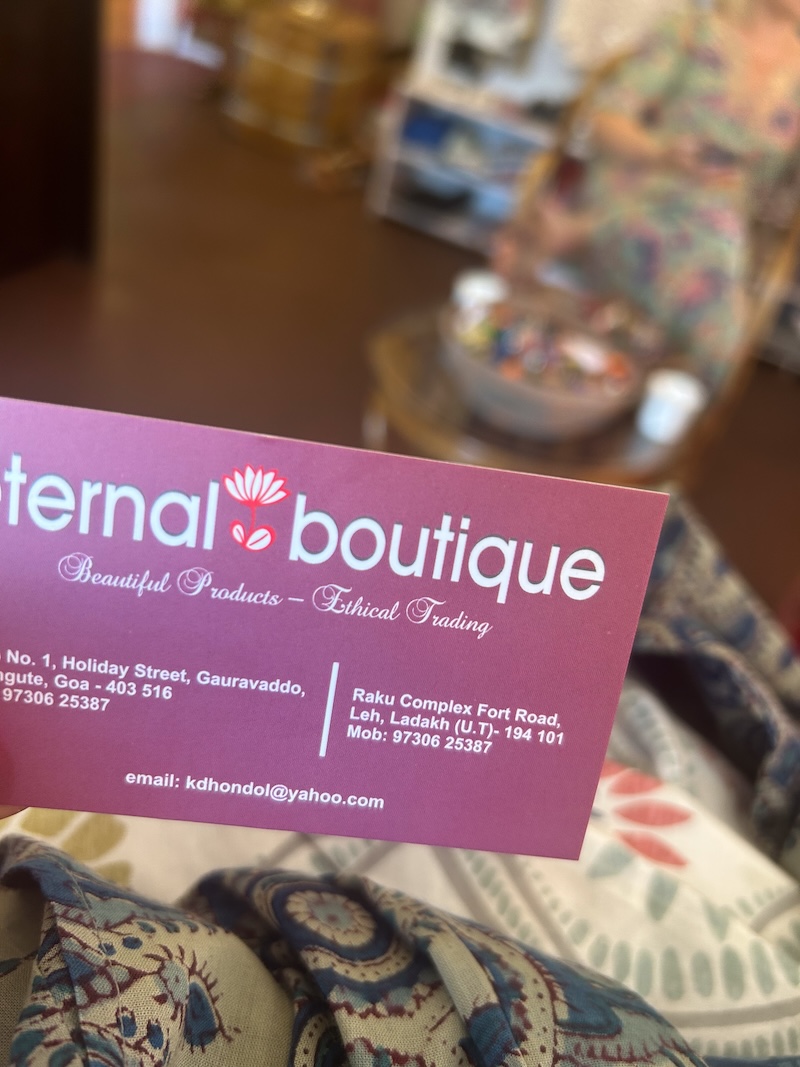 eternal boutique
Beautiful Products – Ethical Trading
No. 1, Holiday Street, Gauravaddo,
ngute, Goa - 403 516
97306 25387
Raku Complex Fort Road,
Leh, Ladakh (U.T)- 194 101
Mob: 97306 25387
email: kdhondol@yahoo.com